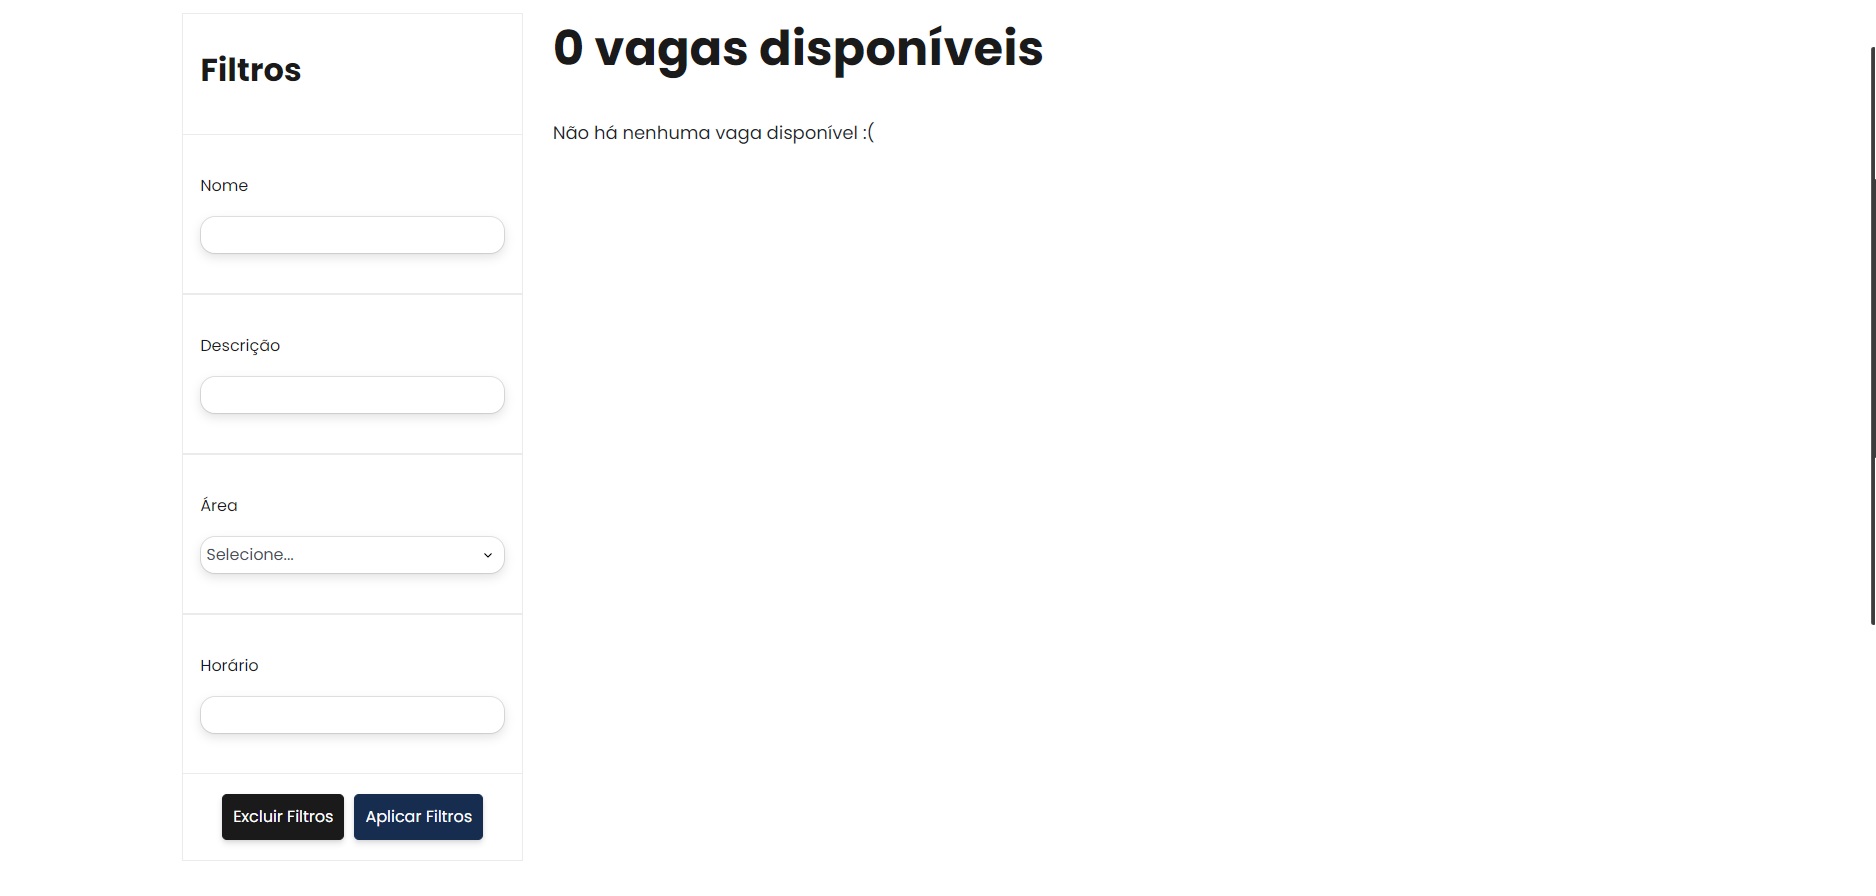 Filtros
Nome
Descrição
Área
Selecione...
Horário
Excluir Filtros
Aplicar Filtros
0 vagas disponíveis
Não há nenhuma vaga disponível :(